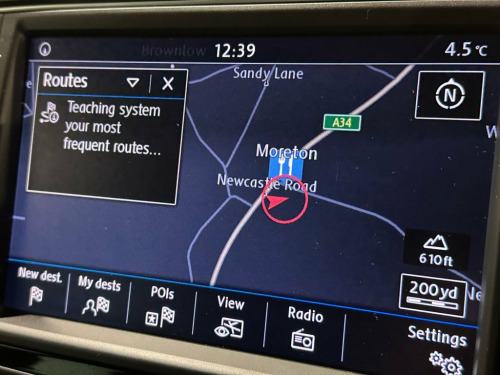 Brownlow
12:39
4.5 °C
Routes
X
Teaching system
your most
frequent routes...
Sandy Lane
N
A34
Moreton
Newcastle Road
610 ft
200 yd
New dest.
My dests
POIs
View
Radio
Settings